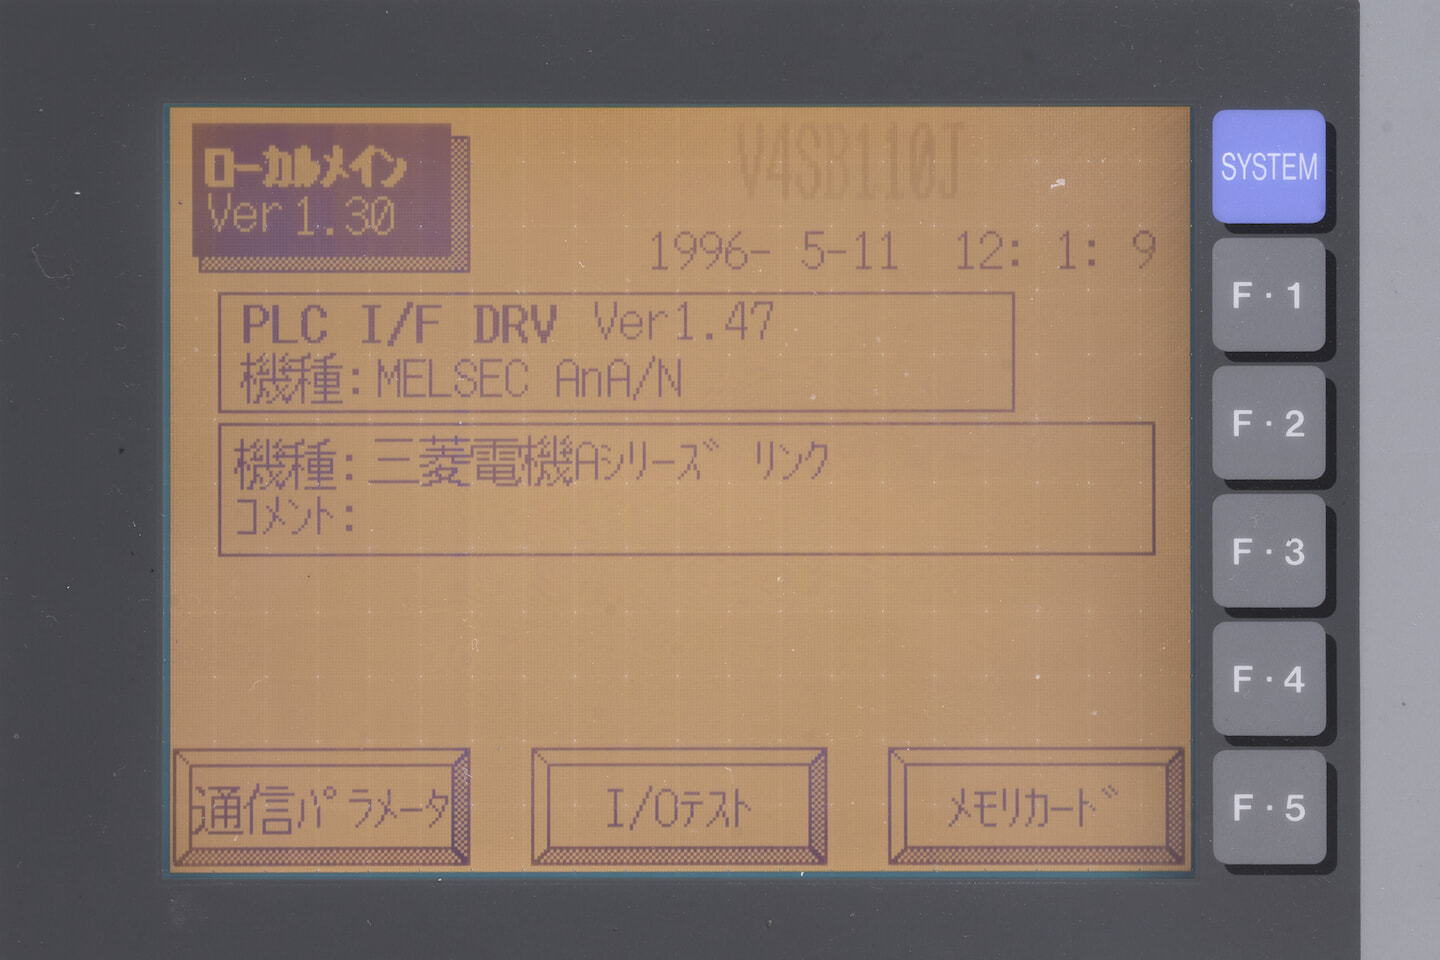 ローカルメイン
Ver 1.30
V4SB110J
1996- 5-11 12: 1: 9
PLC I/F DRV Ver1.47
機種:MELSEC AnA/N
機種:三菱電機Aシリーズ リンク
コメント:
通信パラメータ
I/Oテスト
メモリカード
SYSTEM
F・1
F・2
F・3
F・4
F・5